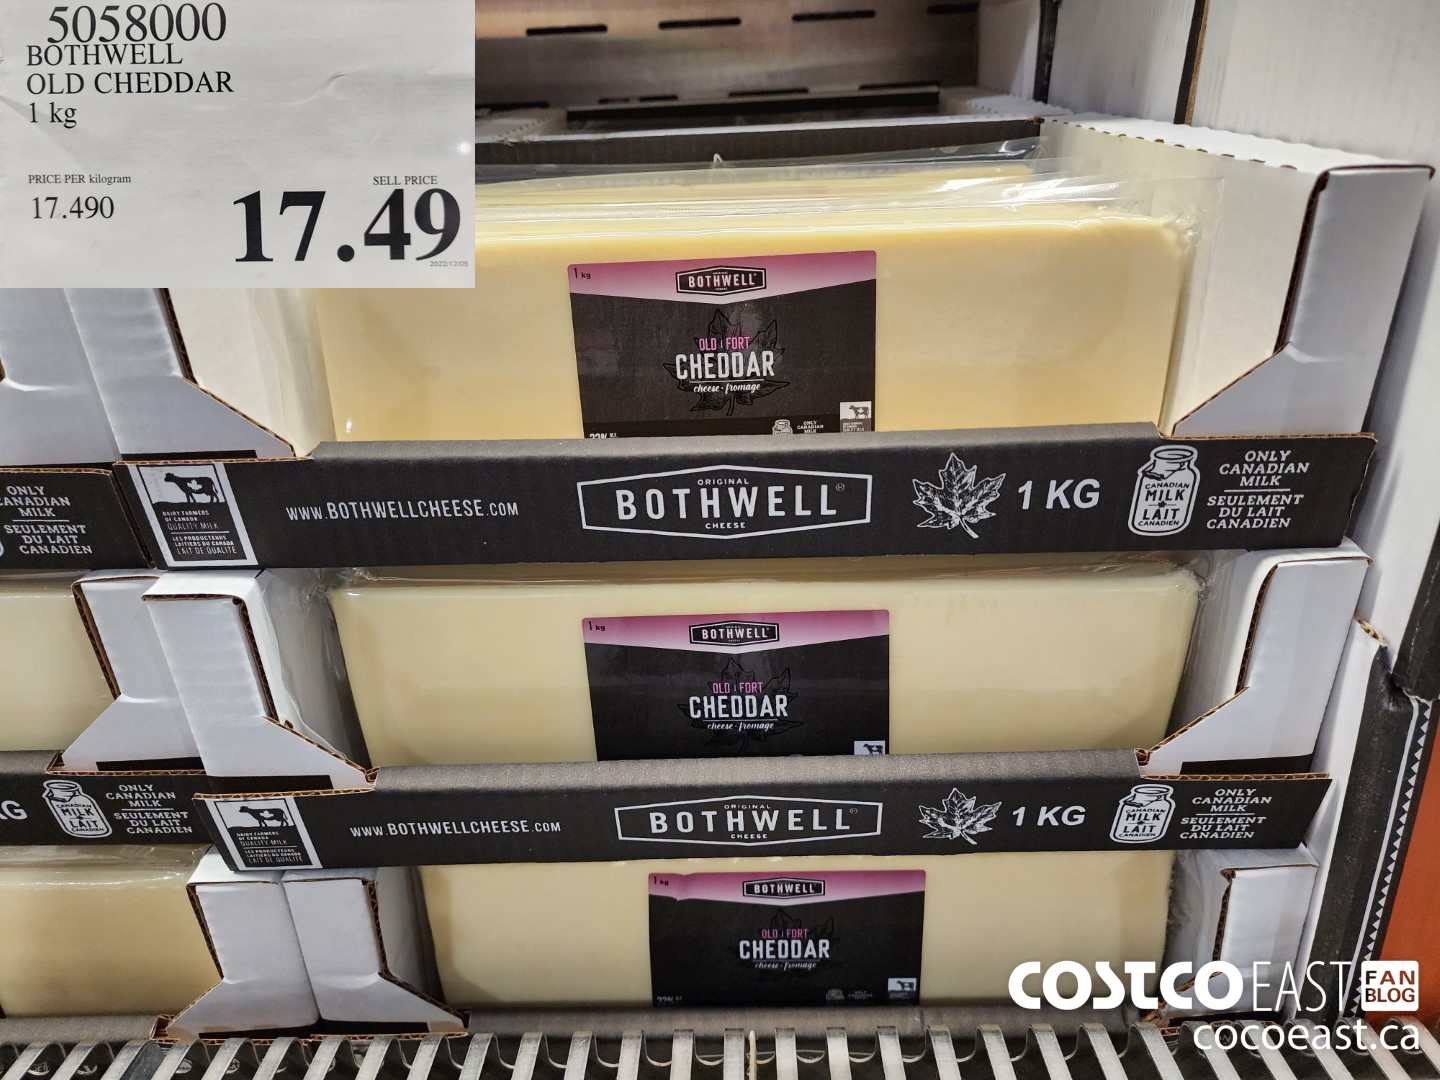 5058000
BOTHWELL
OLD CHEDDAR
1 kg
PRICE PER kilogram
17.490
SELL PRICE
17.49
2022/12/05
1 kg
ORIGINAL
BOTHWELL
CHEESE
OLD FORT
CHEDDAR
cheese · fromage
ONLY
CANADIAN
MILK
ONLY
CANADIAN
MILK
SEULEMENT
DU LAIT
CANADIEN
DAIRY FARMERS
OF CANADA
QUALITY MILK
LES PRODUCTEURS
LAITIERS DU CANADA
LAIT DE QUALITÉ
WWW.BOTHWELLCHEESE.COM
ORIGINAL
BOTHWELL
CHEESE
1 KG
CANADIAN
MILK
LAIT
CANADIEN
ONLY
CANADIAN
MILK
SEULEMENT
DU LAIT
CANADIEN
1 kg
BOTHWELL
OLD FORT
CHEDDAR
cheese · fromage
KG
CANADIAN
MILK
LAIT
ONLY
CANADIAN
MILK
SEULEMENT
DU LAIT
CANADIEN
DAIRY FARMERS
OF CANADA
QUALITY MILK
LES PRODUCTEURS
LAITIERS DU CANADA
LAIT DE QUALITÉ
WWW.BOTHWELLCHEESE.COM
ORIGINAL
BOTHWELL
CHEESE
1 KG
CANADIAN
MILK
LAIT
CANADIEN
ONLY
CANADIAN
MILK
SEULEMENT
DU LAIT
CANADIEN
1 kg
BOTHWELL
OLD FORT
CHEDDAR
cheese · fromage
COSTCO EAST FAN BLOG
cocoeast.ca